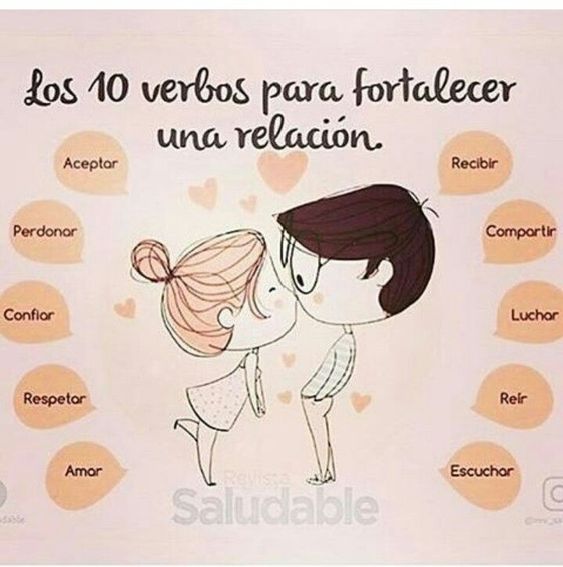 Los 10 verbos para fortalecer
una relación.
Aceptar
Perdonar
Confiar
Respetar
Amar
Recibir
Compartir
Luchar
Reír
Escuchar
Revista
Saludable